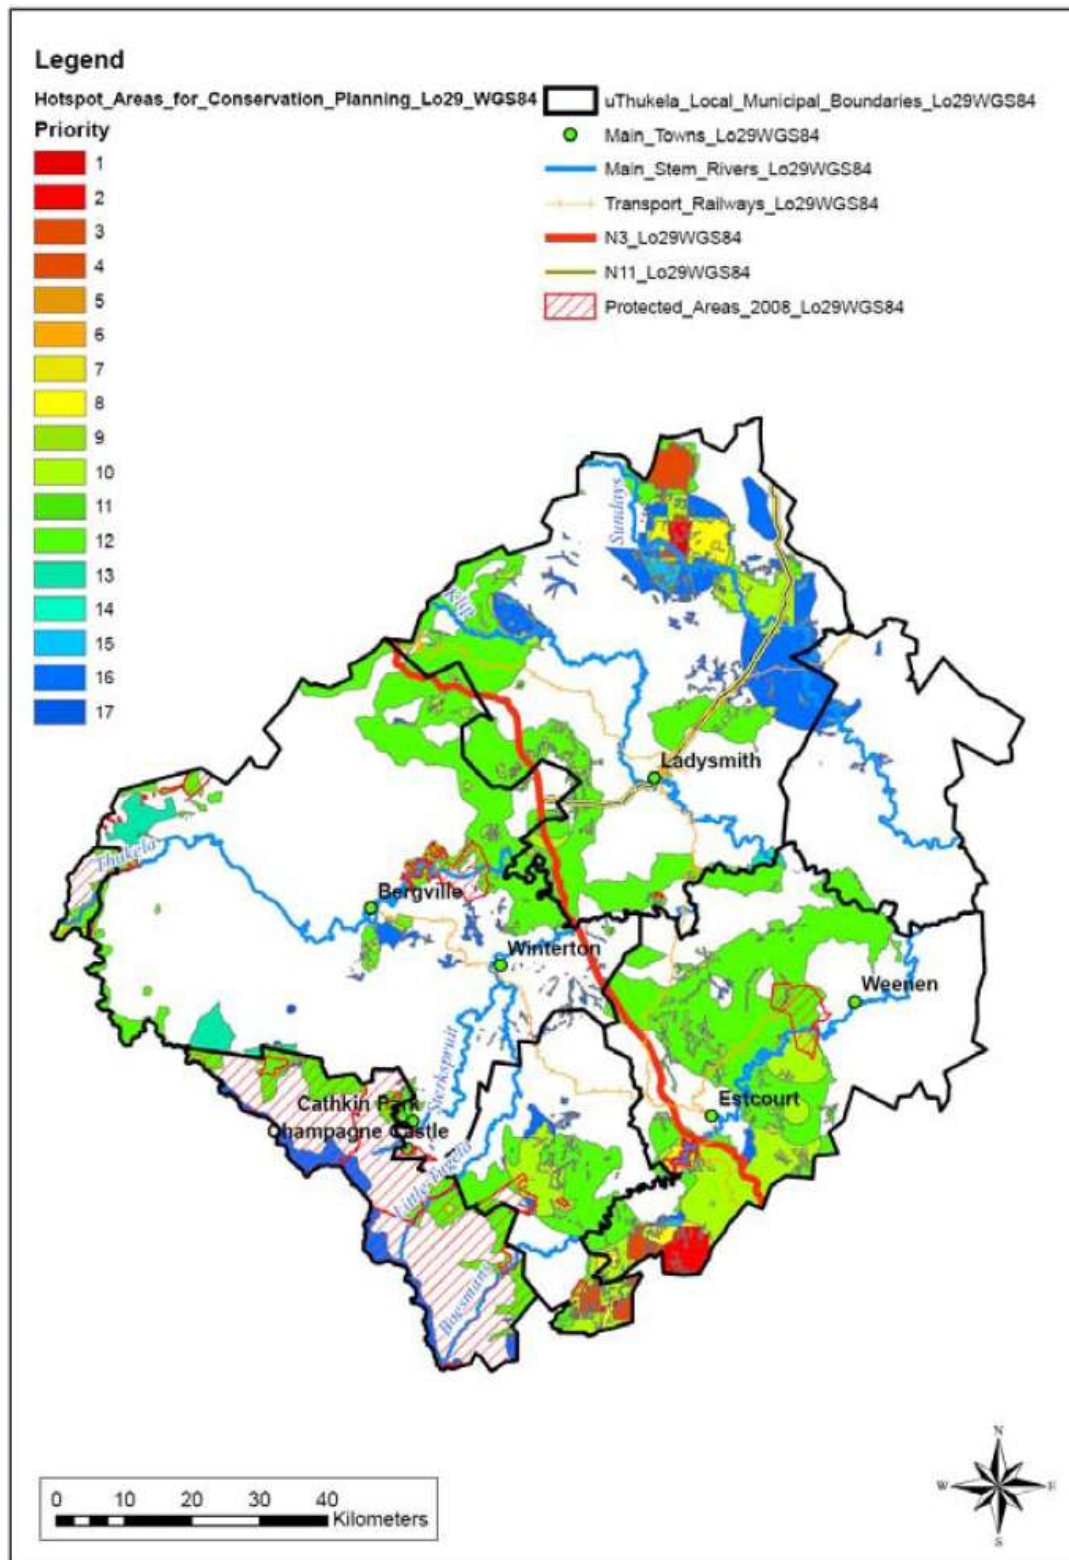 Legend
Hotspot_Areas_for_Conservation_Planning_Lo29_WGS84
Priority
1
2
3
4
5
6
7
8
9
10
11
12
13
14
15
16
17
uThukela_Local_Municipal_Boundaries_Lo29WGS84
Main_Towns_Lo29WGS84
Main_Stem_Rivers_Lo29WGS84
Transport_Railways_Lo29WGS84
N3_Lo29WGS84
N11_Lo29WGS84
Protected_Areas_2008_Lo29WGS84
Sundays
Klip
Ladysmith
Thukela
Bergville
Winterton
Weenen
Sterkspruit
Cathkin Park
Champagne Castle
Estcourt
Little Tugela
Boesmans
N
W E
S
0 10 20 30 40
Kilometers